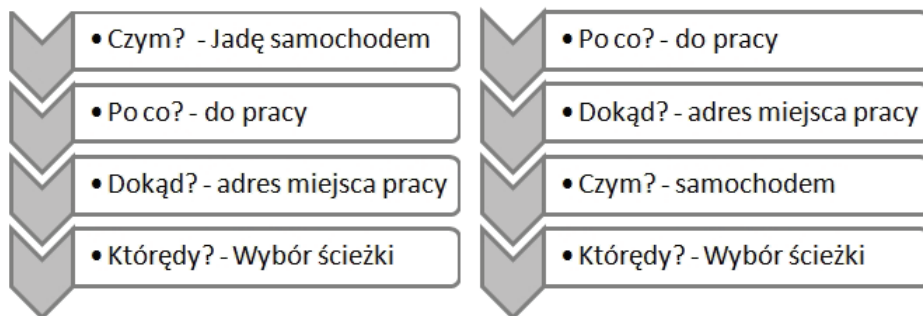 • Czym? - Jadę samochodem
• Po co? - do pracy
• Dokąd? - adres miejsca pracy
• Którędy? - Wybór ścieżki
• Po co? - do pracy
• Dokąd? - adres miejsca pracy
• Czym? - samochodem
• Którędy? - Wybór ścieżki